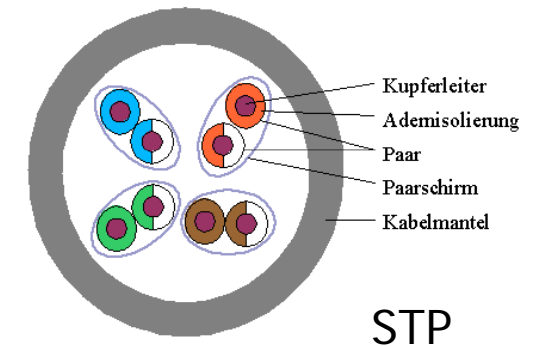 Kupferleiter
Adernisolierung
Paar
Paarschirm
Kabelmantel
STP